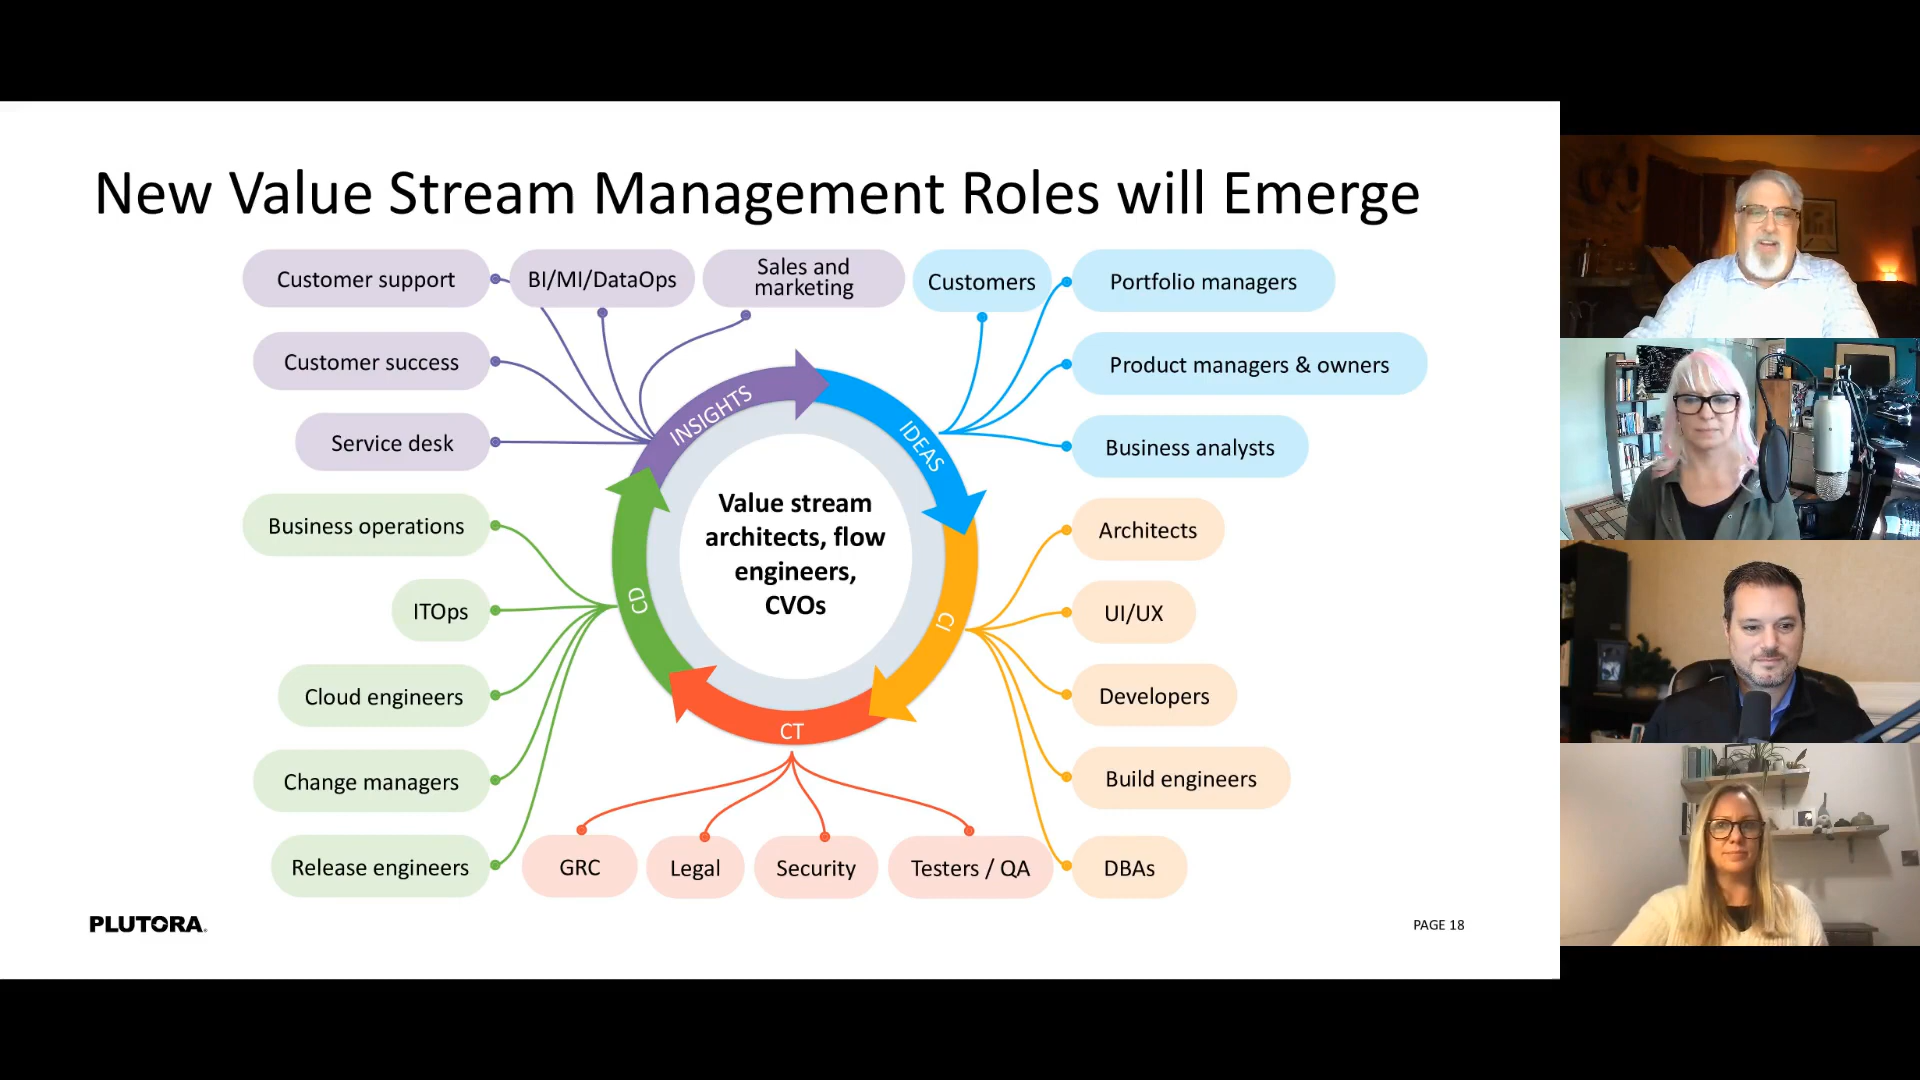 New Value Stream Management Roles will Emerge
Customer support
BI/MI/DataOps
Sales and
marketing
Customers
Portfolio managers
Customer success
Product managers & owners
Service desk
Business analysts
INSIGHTS
IDEAS
CI
CT
CD
Value stream
architects, flow
engineers,
CVOs
Business operations
Architects
ITOps
UI/UX
Cloud engineers
Developers
Change managers
Build engineers
Release engineers
GRC
Legal
Security
Testers / QA
DBAs
PLUTORA
PAGE 18